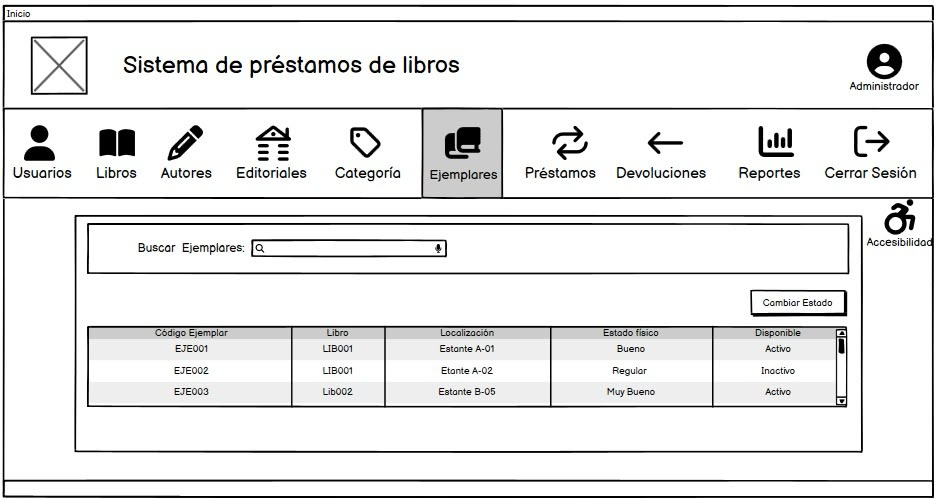 Inicio
Sistema de préstamos de libros
Administrador
Usuarios Libros Autores Editoriales Categoría Ejemplares Préstamos Devoluciones Reportes Cerrar Sesión
Accesibilidad
Buscar Ejemplares:
Cambiar Estado
Código Ejemplar Libro Localización Estado físico Disponible
EJE001 LIB001 Estante A-01 Bueno Activo
EJE002 LIB001 Etante A-02 Regular Inactivo
EJE003 Lib002 Estante B-05 Muy Bueno Activo